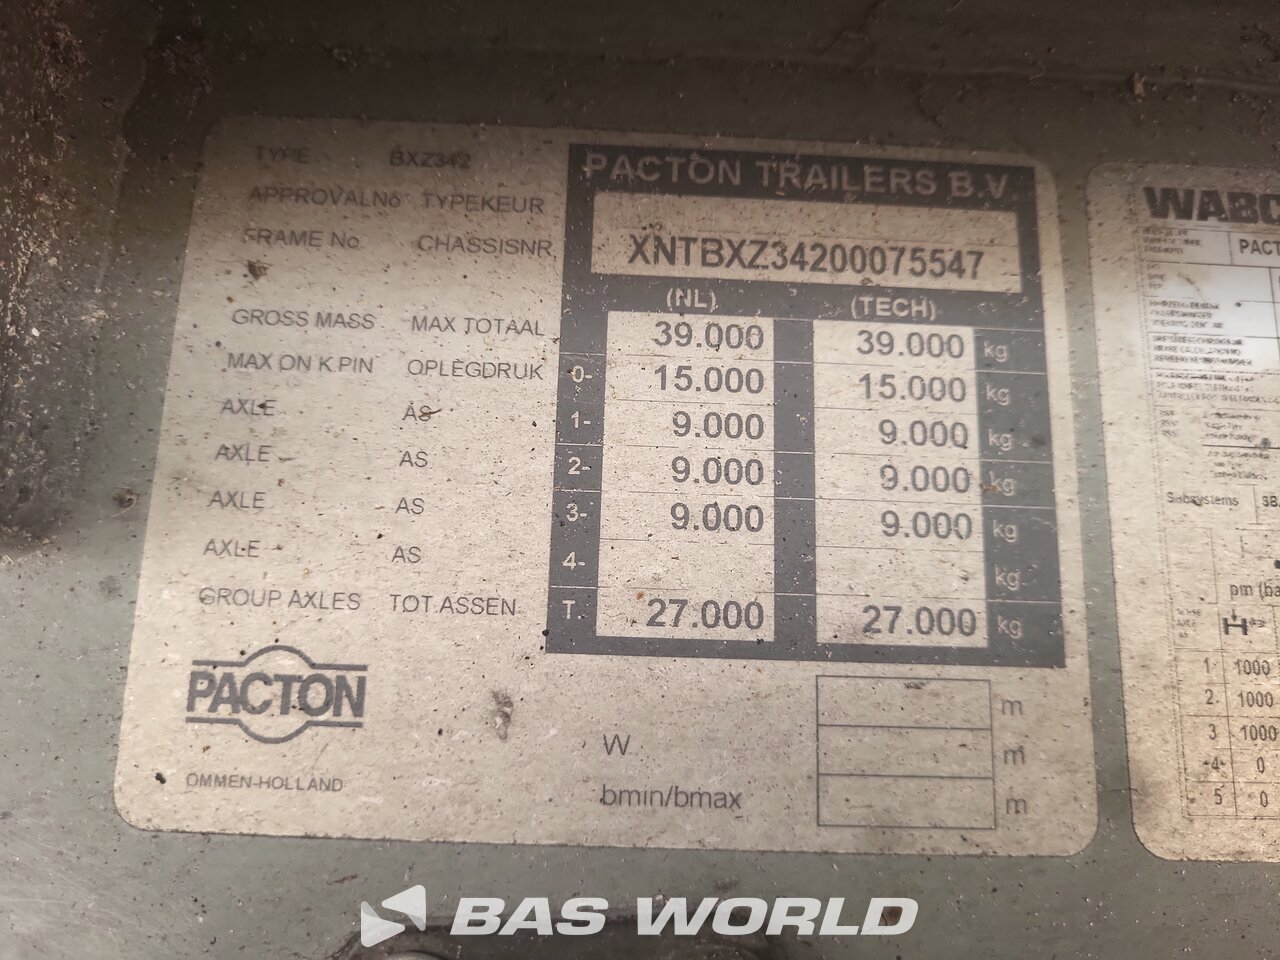 TYPE BXZ342
APPROVALNo TYPEKEUR
FRAME No. CHASSISNR
PACTON TRAILERS B.V.
XNTBXZ34200075547
(NL) (TECH)
GROSS MASS MAX TOTAAL 39.000 39.000 kg
MAX ON K.PIN OPLEGDRUK 0- 15.000 15.000 kg
AXLE AS 1- 9.000 9.000 kg
AXLE AS 2- 9.000 9.000 kg
AXLE AS 3- 9.000 9.000 kg
AXLE AS 4- kg
GROUP AXLES TOT.ASSEN T. 27.000 27.000 kg
PACTON
OMMEN-HOLLAND
m
W m
bmin/bmax m
WABC
PACT
Subsystems 3B
pm (ba
1 1000
2 1000
3 1000
4 0
5 0
BAS WORLD